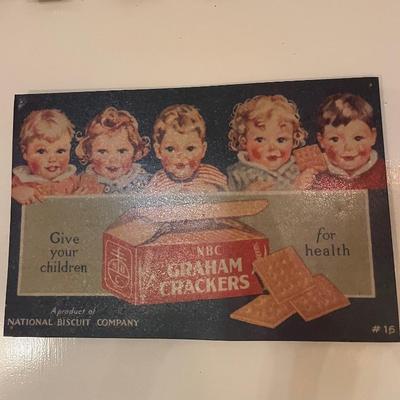 Give
your
children
for
health
NBC
GRAHAM
CRACKERS
A product of
NATIONAL BISCUIT COMPANY
#16